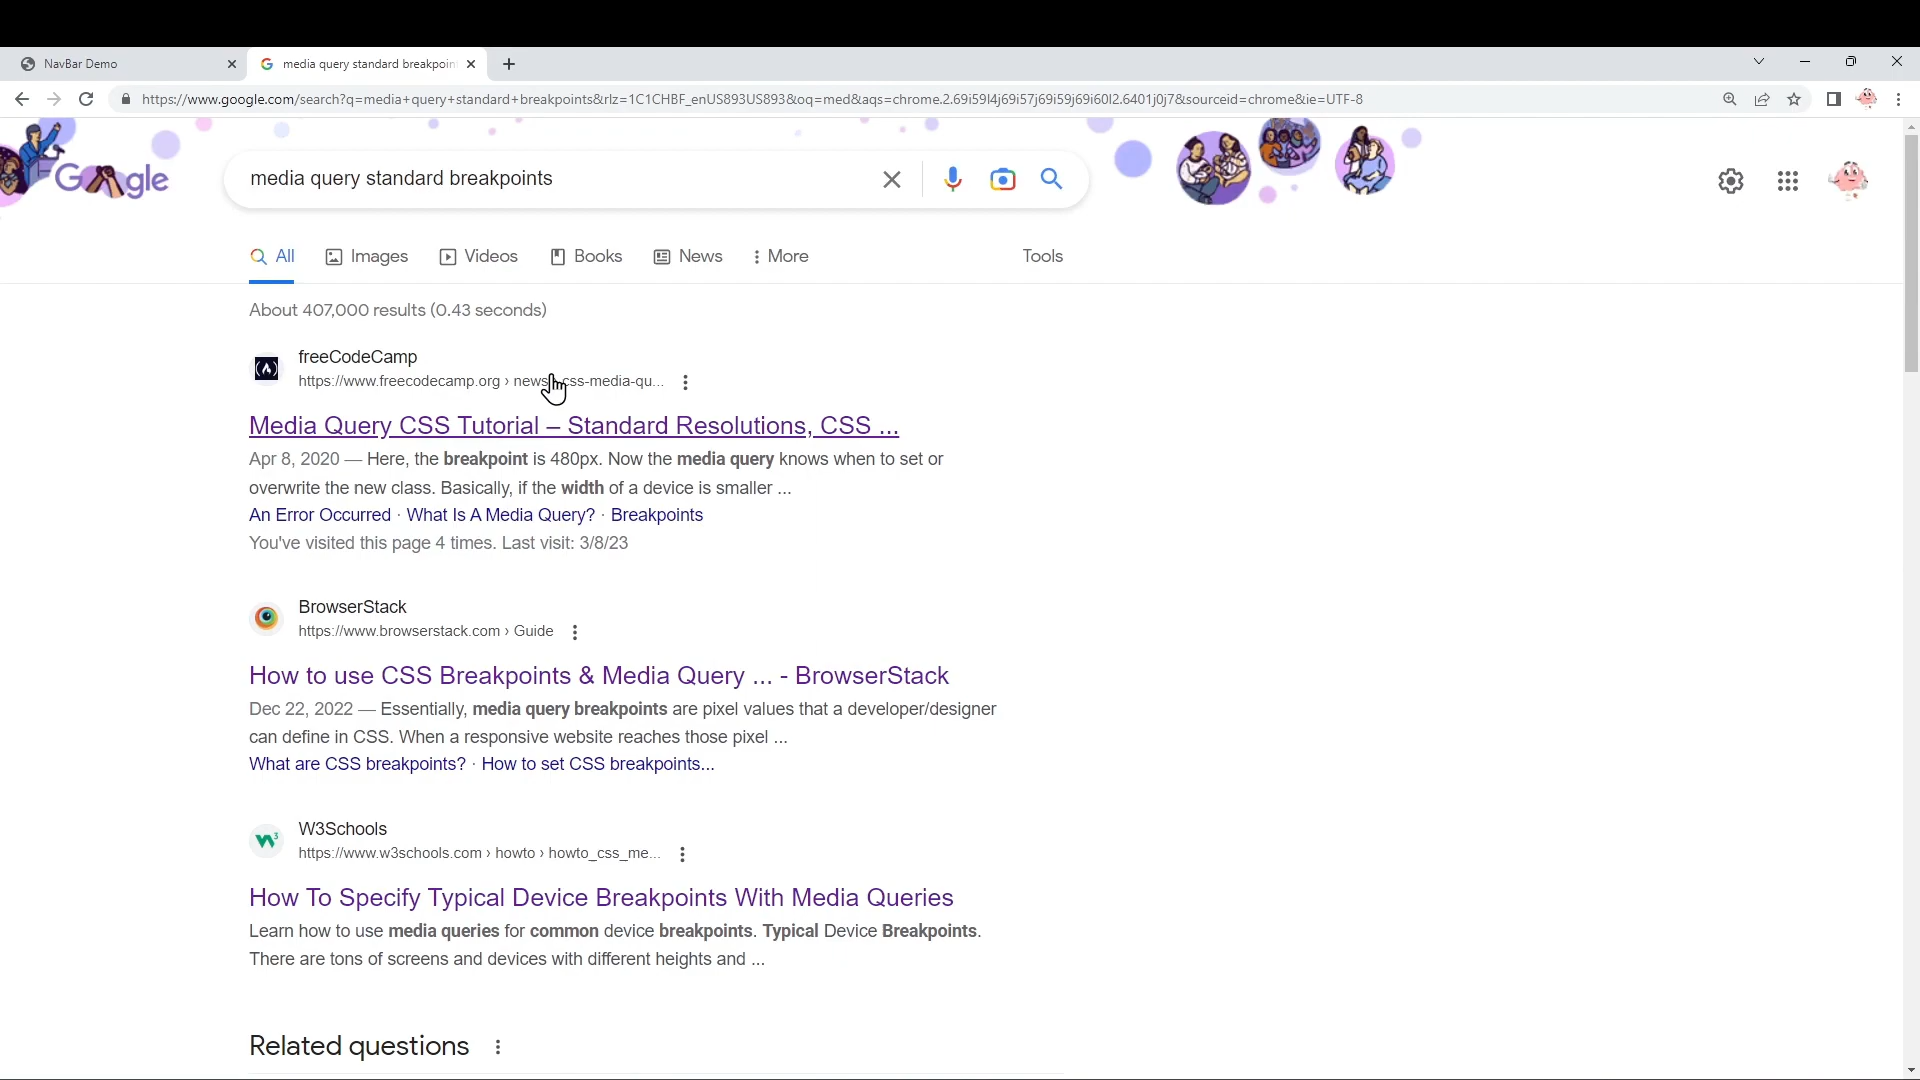 NavBar Demo
media query standard breakpoin
https://www.google.com/search?q=media+query+standard+breakpoints&rlz=1C1CHBF_enUS893US893&oq=med&aqs=chrome.2.69i59l4j69i57j69i59j69i60l2.6401j0j7&sourceid=chrome&ie=UTF-8
Google
media query standard breakpoints
All
Images
Videos
Books
News
More
Tools
About 407,000 results (0.43 seconds)
freeCodeCamp
https://www.freecodecamp.org › news css-media-qu...
Media Query CSS Tutorial – Standard Resolutions, CSS ...
Apr 8, 2020 — Here, the breakpoint is 480px. Now the media query knows when to set or
overwrite the new class. Basically, if the width of a device is smaller ...
An Error Occurred · What Is A Media Query? · Breakpoints
You've visited this page 4 times. Last visit: 3/8/23
BrowserStack
https://www.browserstack.com › Guide
How to use CSS Breakpoints & Media Query ... - BrowserStack
Dec 22, 2022 — Essentially, media query breakpoints are pixel values that a developer/designer
can define in CSS. When a responsive website reaches those pixel ...
What are CSS breakpoints? · How to set CSS breakpoints...
W3Schools
https://www.w3schools.com › howto › howto_css_me...
How To Specify Typical Device Breakpoints With Media Queries
Learn how to use media queries for common device breakpoints. Typical Device Breakpoints.
There are tons of screens and devices with different heights and ...
Related questions